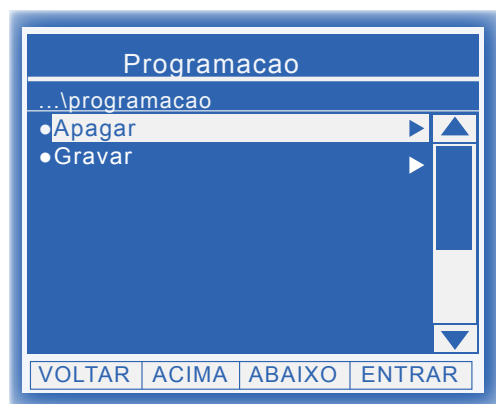 Programacao
...\programacao
●Apagar
●Gravar
VOLTAR ACIMA ABAIXO ENTRAR